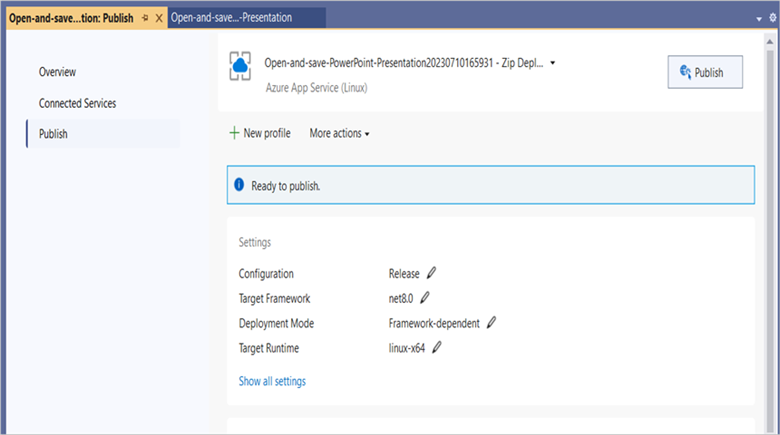 Open-and-save...tion: Publish
Open-and-save...-Presentation
Overview
Connected Services
Publish
Open-and-save-PowerPoint-Presentation20230710165931 - Zip Depl...
Azure App Service (Linux)
Publish
New profile
More actions
Ready to publish.
Settings
Configuration Release
Target Framework net8.0
Deployment Mode Framework-dependent
Target Runtime linux-x64
Show all settings